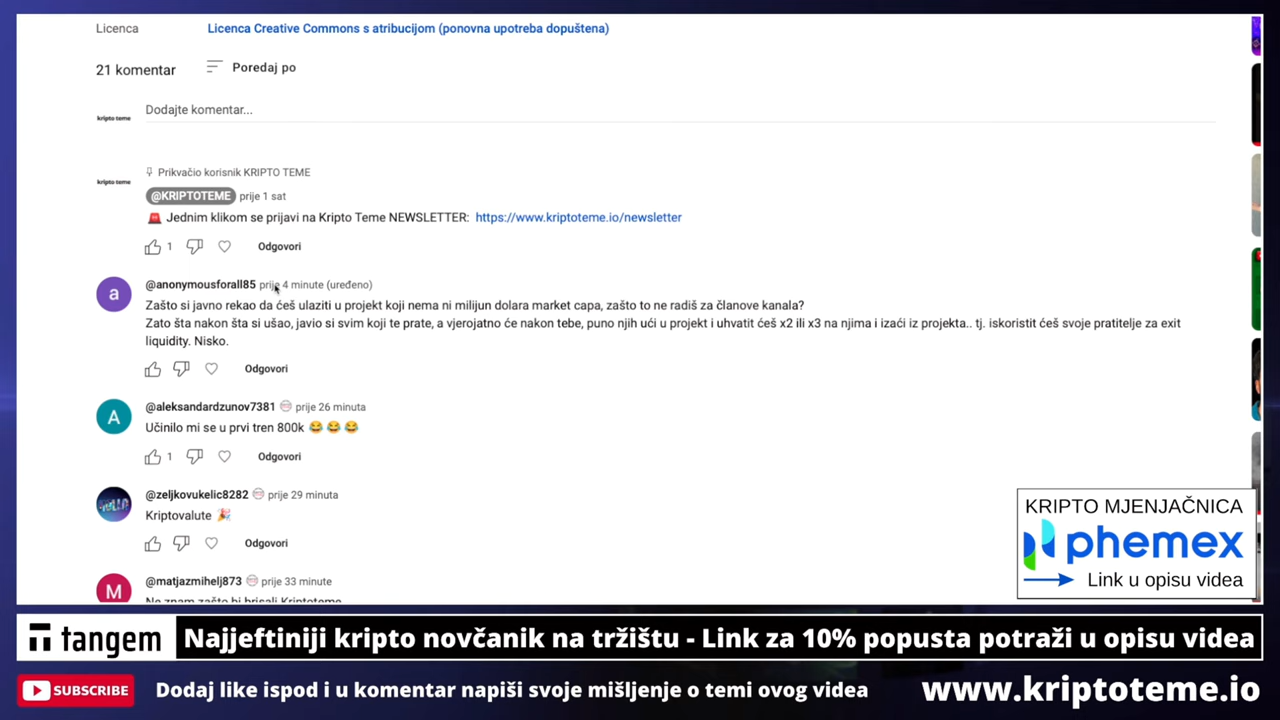 Licenca Licenca Creative Commons s atribucijom (ponovna upotreba dopuštena)
21 komentar Poredaj po
kripto teme Dodajte komentar...
Prikvačio korisnik KRIPTO TEME
kripto teme @KRIPTOTEME prije 1 sat
🚨 Jednim klikom se prijavi na Kripto Teme NEWSLETTER: https://www.kriptoteme.io/newsletter
1 Odgovori
a @anonymousforall85 prije 4 minute (uređeno)
Zašto si javno rekao da ćeš ulaziti u projekt koji nema ni milijun dolara market capa, zašto to ne radiš za članove kanala?
Zato šta nakon šta si ušao, javio si svim koji te prate, a vjerojatno će nakon tebe, puno njih ući u projekt i uhvatit ćeš x2 ili x3 na njima i izaći iz projekta.. tj. iskoristit ćeš svoje pratitelje za exit
liquidity. Nisko.
Odgovori
A @aleksandardzunov7381 prije 26 minuta
Učinilo mi se u prvi tren 800k 😂 😂 😂
1 Odgovori
@zeljkovukelic8282 prije 29 minuta
Kriptovalute 🎉
Odgovori
M @matjazmihelj873 prije 33 minute
Ne znam zašto bi brisali Kriptoteme
KRIPTO MJENJAČNICA
phemex
Link u opisu videa
tangem Najjeftiniji kripto novčanik na tržištu - Link za 10% popusta potraži u opisu videa
SUBSCRIBE Dodaj like ispod i u komentar napiši svoje mišljenje o temi ovog videa www.kriptoteme.io